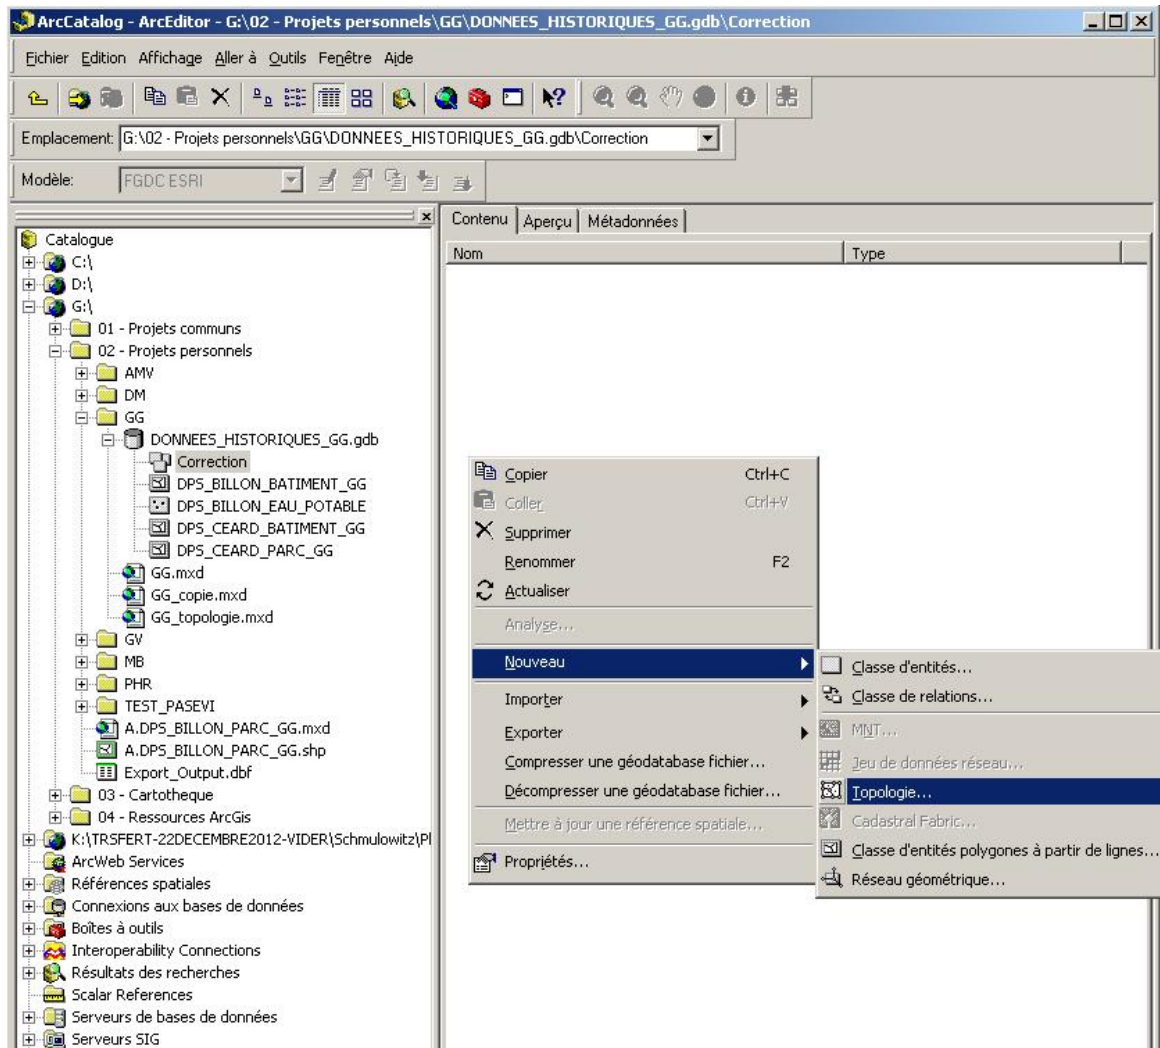 ArcCatalog - ArcEditor - G:\02 - Projets personnels\GG\DONNEES_HISTORIQUES_GG.gdb\Correction
Fichier Edition Affichage Aller à Outils Fenêtre Aide
Emplacement: G:\02 - Projets personnels\GG\DONNEES_HISTORIQUES_GG.gdb\Correction
Modèle: FGDC ESRI
Contenu Aperçu Métadonnées
Nom Type
Catalogue
C:\
D:\
G:\
01 - Projets communs
02 - Projets personnels
AMV
DM
GG
DONNEES_HISTORIQUES_GG.gdb
Correction
DPS_BILLON_BATIMENT_GG
DPS_BILLON_EAU_POTABLE
DPS_CEARD_BATIMENT_GG
DPS_CEARD_PARC_GG
GG.mxd
GG_copie.mxd
GG_topologie.mxd
GV
MB
PHR
TEST_PASEVI
A.DPS_BILLON_PARC_GG.mxd
A.DPS_BILLON_PARC_GG.shp
Export_Output.dbf
03 - Cartotheque
04 - Ressources ArcGis
K:\TRSFERT-22DECEMBRE2012-VIDER\Schmulowitz\Pl
ArcWeb Services
Références spatiales
Connexions aux bases de données
Boîtes à outils
Interoperability Connections
Résultats des recherches
Scalar References
Serveurs de bases de données
Serveurs SIG
Copier Ctrl+C
Coller Ctrl+V
Supprimer
Renommer F2
Actualiser
Analyse...
Nouveau
Importer
Exporter
Compresser une géodatabase fichier...
Décompresser une géodatabase fichier...
Mettre à jour une référence spatiale...
Propriétés...
Classe d'entités...
Classe de relations...
MNT...
Jeu de données réseau...
Topologie...
Cadastral Fabric...
Classe d'entités polygones à partir de lignes...
Réseau géométrique...